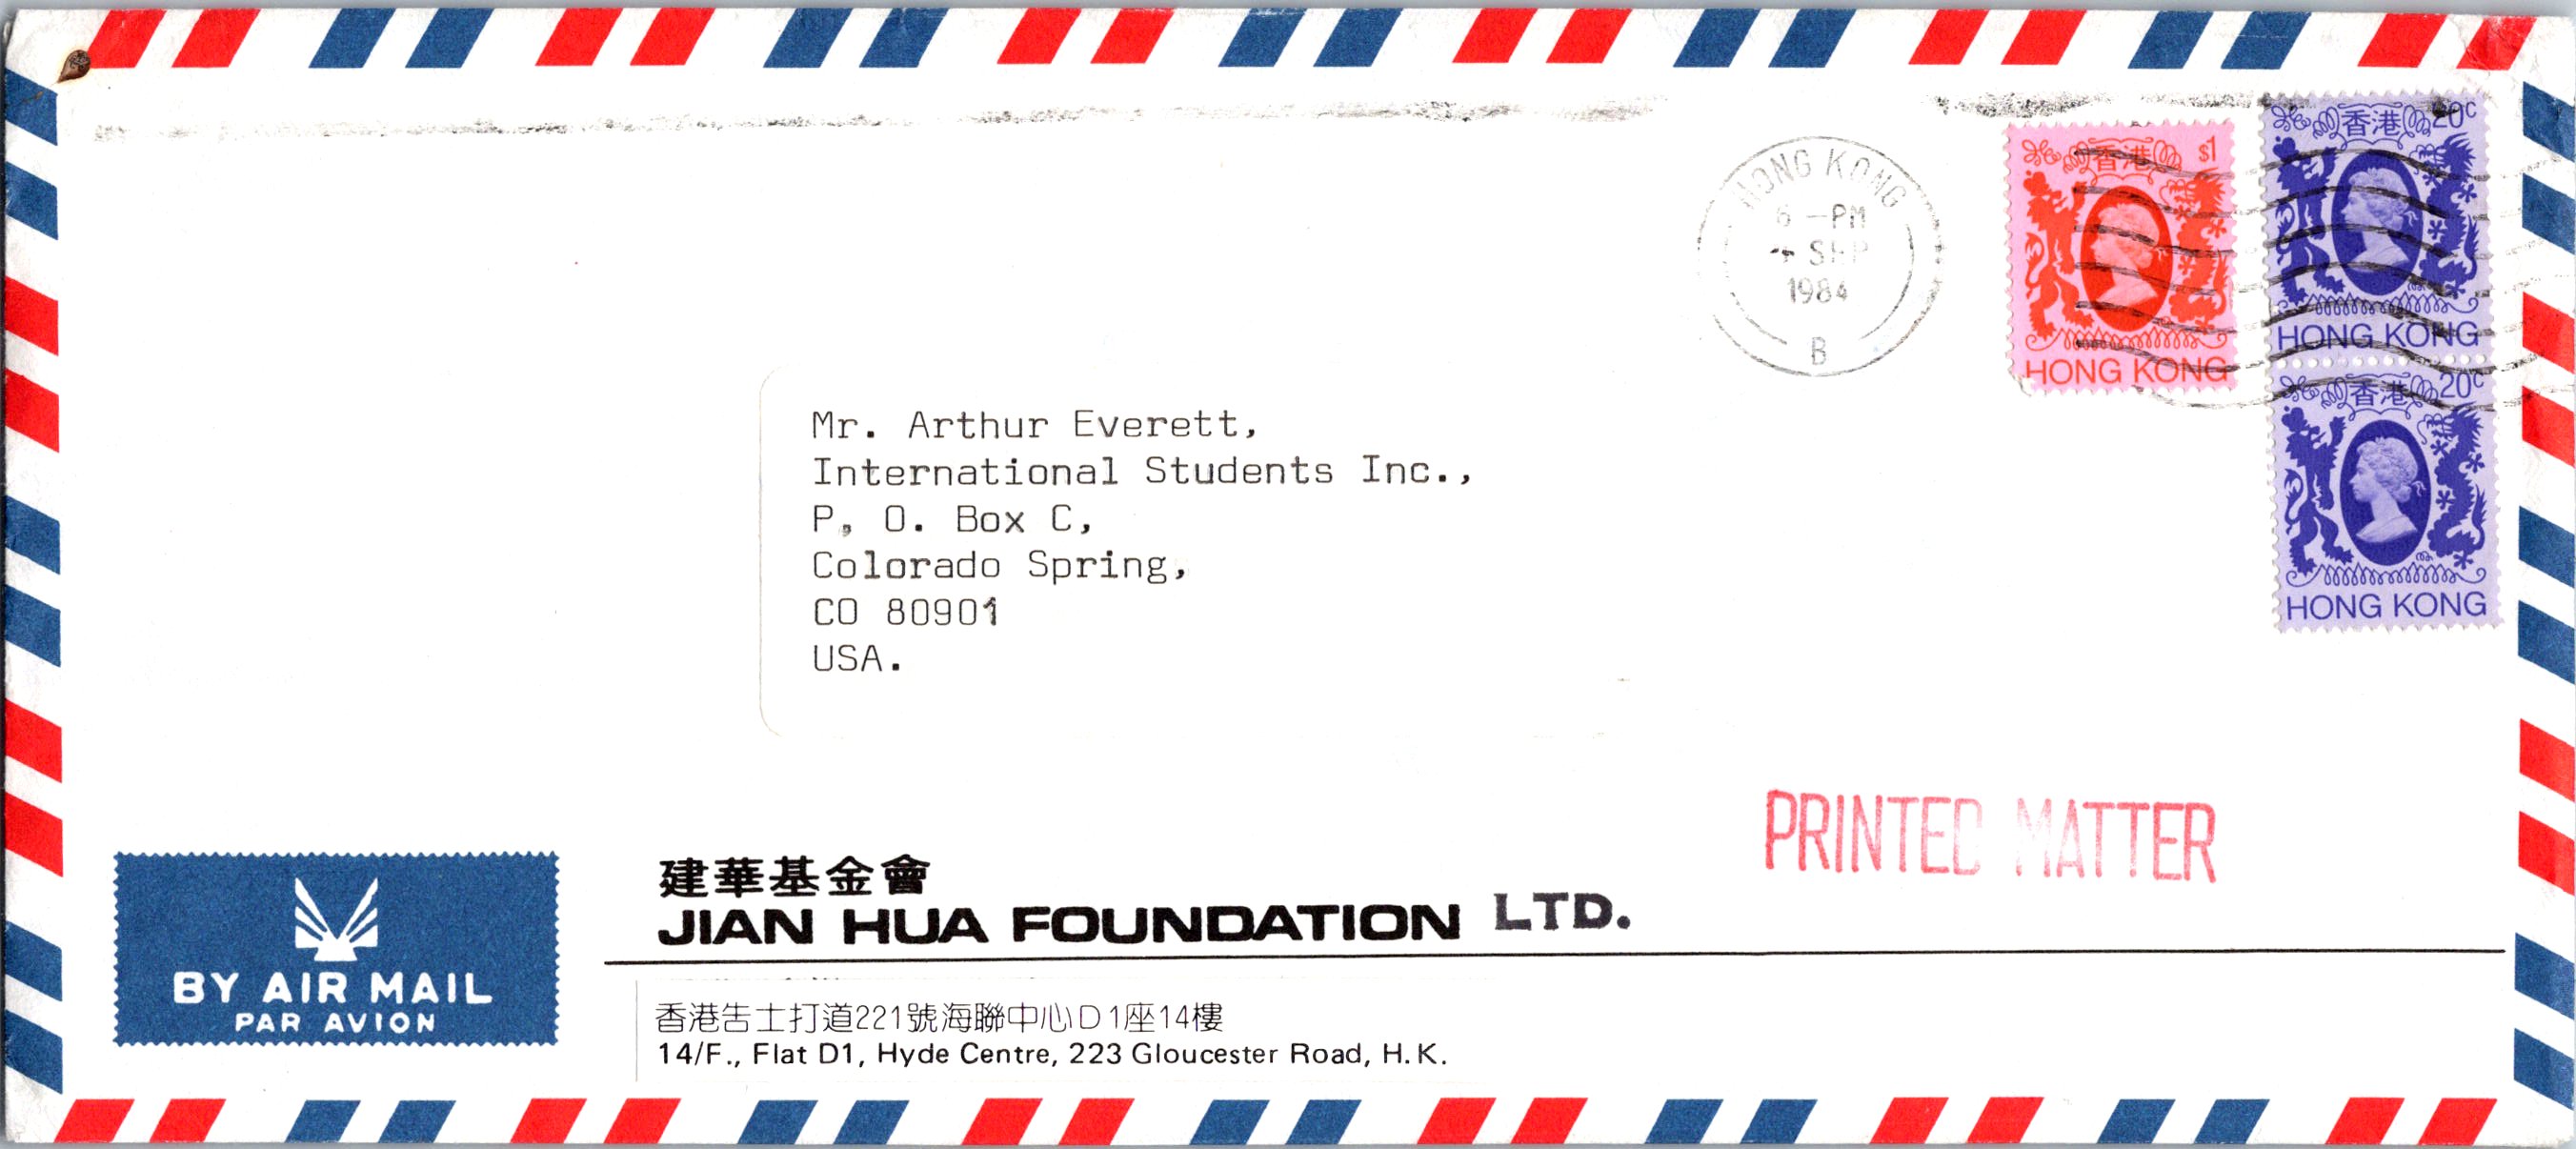 HONG KONG
6 -PM
4 SEP
1984
B
香港 $1
HONG KONG
香港 20c
HONG KONG
香港 20c
HONG KONG
Mr. Arthur Everett,
International Students Inc.,
P, O. Box C,
Colorado Spring,
CO 80901
USA.
PRINTED MATTER
BY AIR MAIL
PAR AVION
建華基金會
JIAN HUA FOUNDATION LTD.
香港告士打道221號海聯中心D1座14樓
14/F., Flat D1, Hyde Centre, 223 Gloucester Road, H.K.